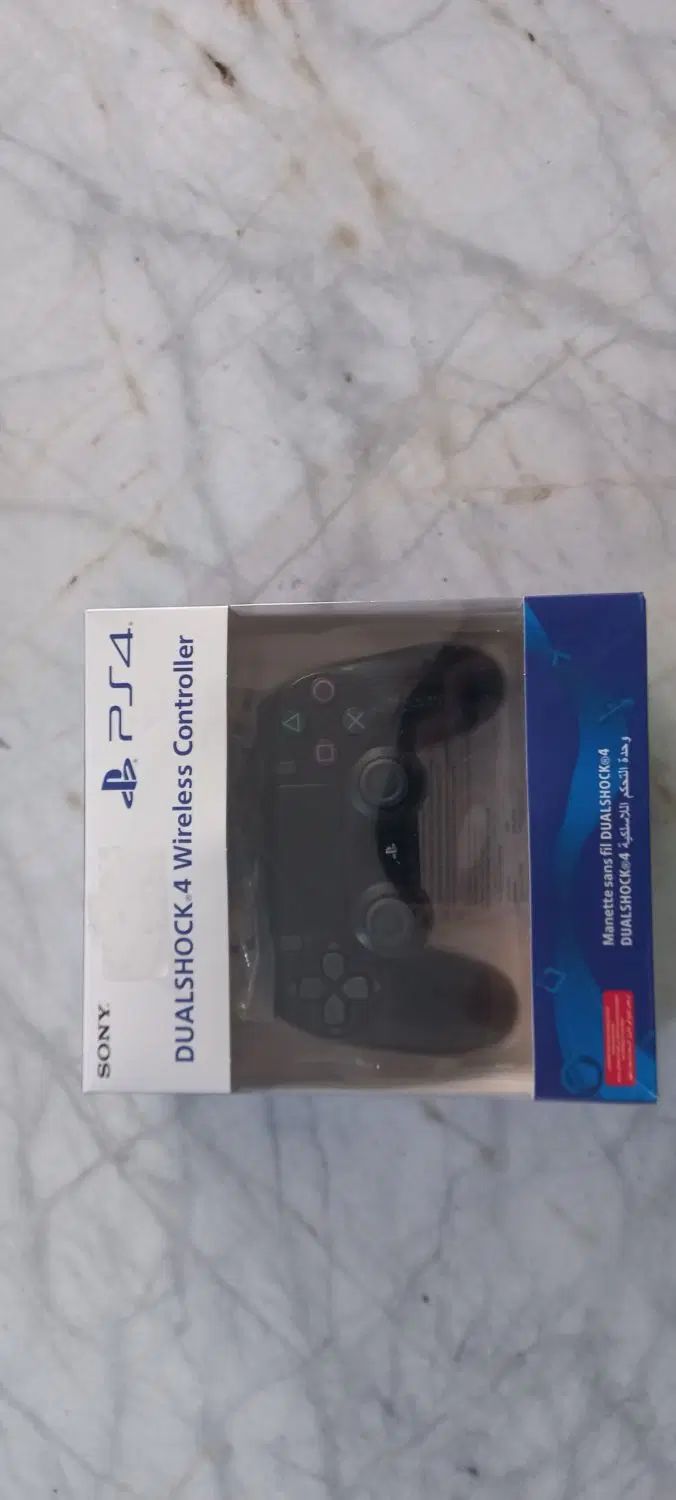 SONY
PS4
DUALSHOCK®4 Wireless Controller
Manette sans fil DUALSHOCK®4
وحدة التحكم اللاسلكية DUALSHOCK®4